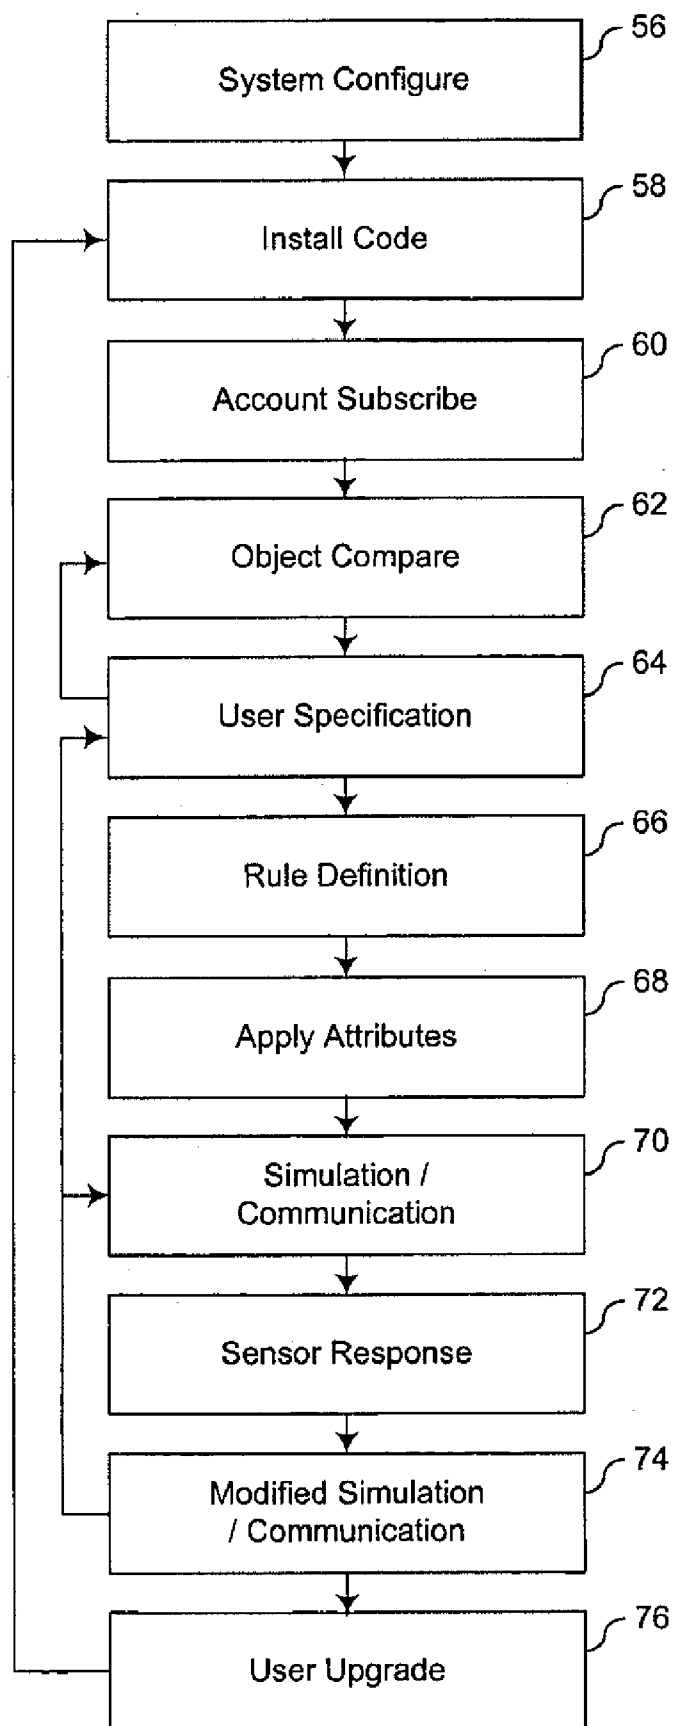 56
System Configure
58
Install Code
60
Account Subscribe
62
Object Compare
64
User Specification
66
Rule Definition
68
Apply Attributes
70
Simulation /
Communication
72
Sensor Response
74
Modified Simulation
/ Communication
76
User Upgrade